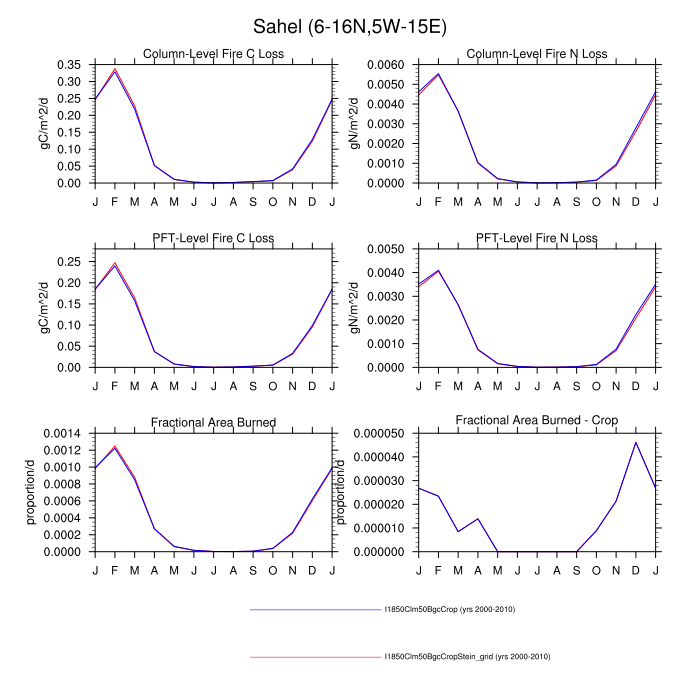 Sahel (6-16N,5W-15E)
Column-Level Fire C Loss
gC/m^2/d
0.35
0.30
0.25
0.20
0.15
0.10
0.05
0.00
J F M A M J J A S O N D J
Column-Level Fire N Loss
gN/m^2/d
0.0060
0.0050
0.0040
0.0030
0.0020
0.0010
0.0000
J F M A M J J A S O N D J
PFT-Level Fire C Loss
gC/m^2/d
0.25
0.20
0.15
0.10
0.05
0.00
J F M A M J J A S O N D J
PFT-Level Fire N Loss
gN/m^2/d
0.0050
0.0040
0.0030
0.0020
0.0010
0.0000
J F M A M J J A S O N D J
Fractional Area Burned
proportion/d
0.0014
0.0012
0.0010
0.0008
0.0006
0.0004
0.0002
0.0000
J F M A M J J A S O N D J
Fractional Area Burned - Crop
proportion/d
0.000050
0.000040
0.000030
0.000020
0.000010
0.000000
J F M A M J J A S O N D J
I1850Clm50BgcCrop (yrs 2000-2010)
I1850Clm50BgcCropStein_grid (yrs 2000-2010)